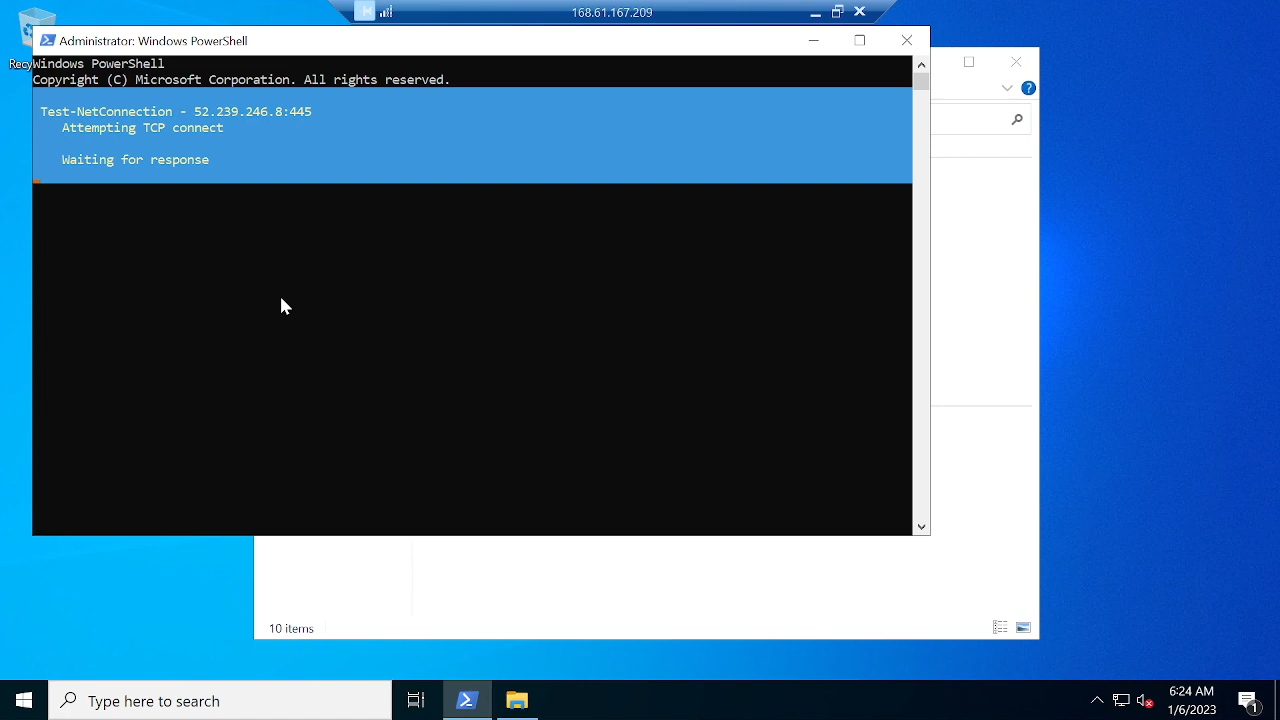 168.61.167.209
Administrator: Windows PowerShell
Recy
Windows PowerShell
Copyright (C) Microsoft Corporation. All rights reserved.
Test-NetConnection - 52.239.246.8:445
Attempting TCP connect
Waiting for response
10 items
Type here to search
6:24 AM
1/6/2023
1